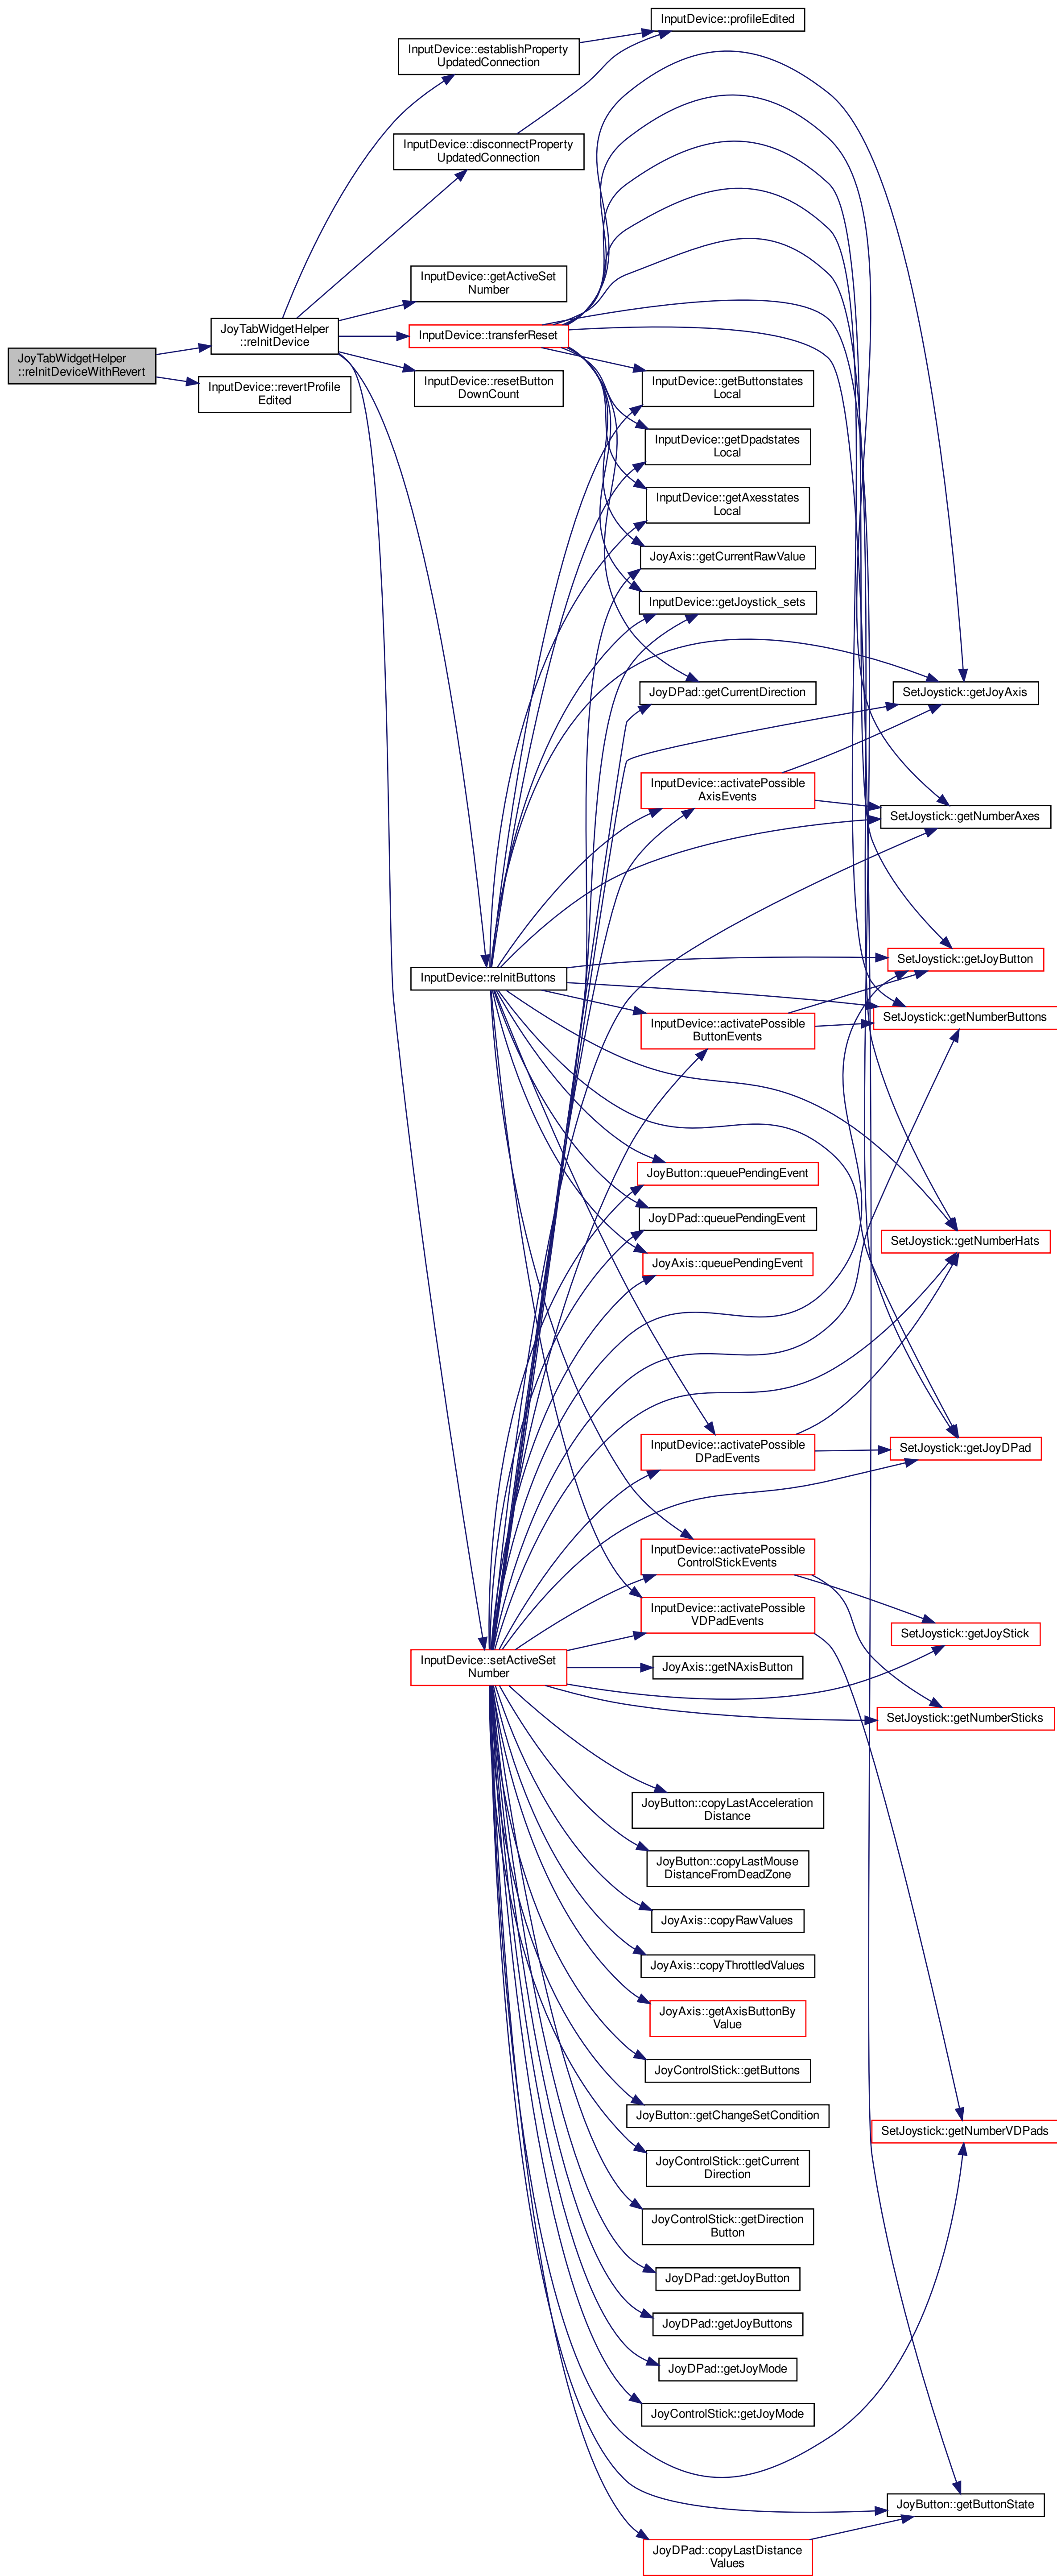 InputDevice::profileEdited
InputDevice::establishProperty
UpdatedConnection
InputDevice::disconnectProperty
UpdatedConnection
InputDevice::getActiveSet
Number
JoyTabWidgetHelper
::reInitDevice
InputDevice::transferReset
JoyTabWidgetHelper
::reInitDeviceWithRevert
InputDevice::revertProfile
Edited
InputDevice::resetButton
DownCount
InputDevice::getButtonstates
Local
InputDevice::getDpadstates
Local
InputDevice::getAxesstates
Local
JoyAxis::getCurrentRawValue
InputDevice::getJoystick_sets
JoyDPad::getCurrentDirection
SetJoystick::getJoyAxis
InputDevice::activatePossible
AxisEvents
SetJoystick::getNumberAxes
SetJoystick::getJoyButton
InputDevice::reInitButtons
SetJoystick::getNumberButtons
InputDevice::activatePossible
ButtonEvents
JoyButton::queuePendingEvent
JoyDPad::queuePendingEvent
SetJoystick::getNumberHats
JoyAxis::queuePendingEvent
InputDevice::activatePossible
DPadEvents
SetJoystick::getJoyDPad
InputDevice::activatePossible
ControlStickEvents
InputDevice::activatePossible
VDPadEvents
SetJoystick::getJoyStick
InputDevice::setActiveSet
Number
JoyAxis::getNAxisButton
SetJoystick::getNumberSticks
JoyButton::copyLastAcceleration
Distance
JoyButton::copyLastMouse
DistanceFromDeadZone
JoyAxis::copyRawValues
JoyAxis::copyThrottledValues
JoyAxis::getAxisButtonBy
Value
JoyControlStick::getButtons
JoyButton::getChangeSetCondition
SetJoystick::getNumberVDPads
JoyControlStick::getCurrent
Direction
JoyControlStick::getDirection
Button
JoyDPad::getJoyButton
JoyDPad::getJoyButtons
JoyDPad::getJoyMode
JoyControlStick::getJoyMode
JoyButton::getButtonState
JoyDPad::copyLastDistance
Values